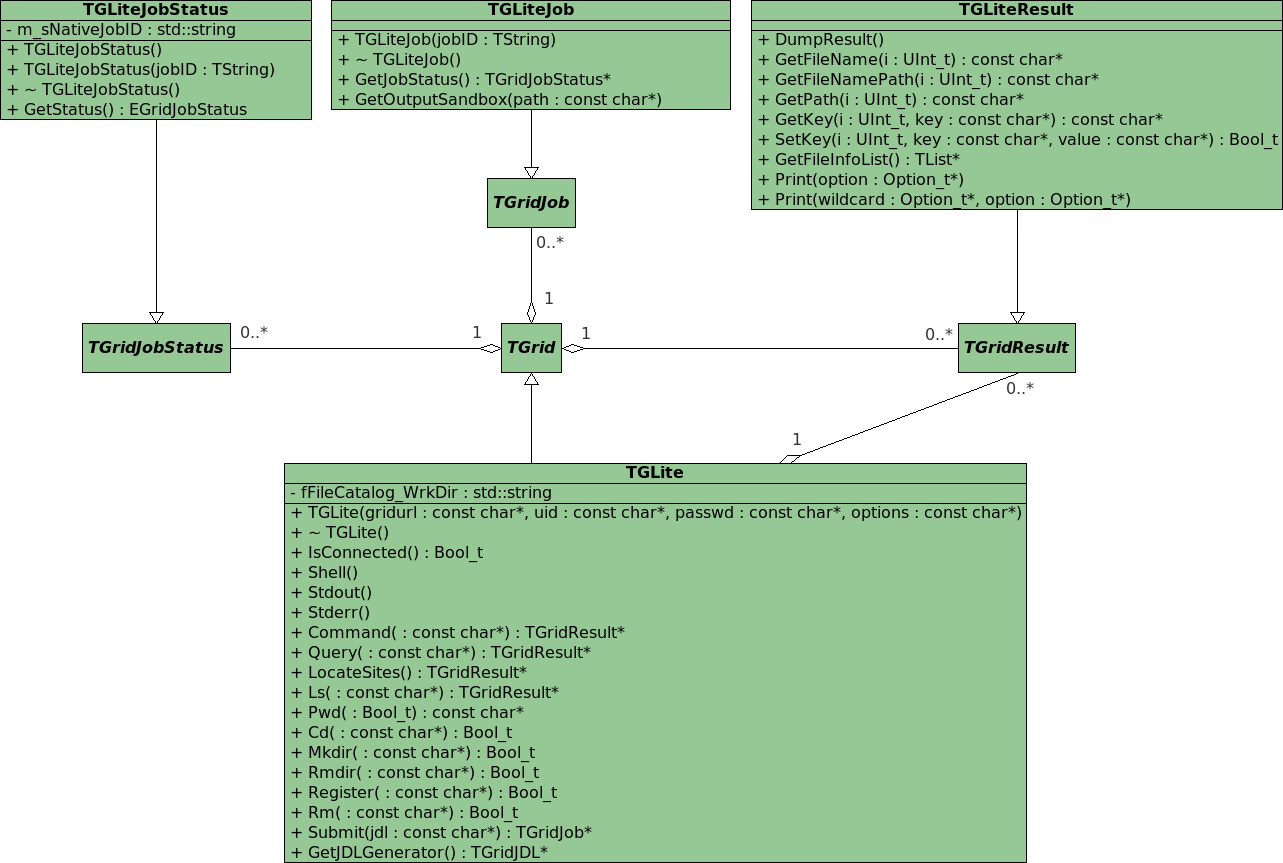 TGLiteJobStatus
- m_sNativeJobID : std::string
+ TGLiteJobStatus()
+ TGLiteJobStatus(jobID : TString)
+ ~ TGLiteJobStatus()
+ GetStatus() : EGridJobStatus
TGLiteJob
+ TGLiteJob(jobID : TString)
+ ~ TGLiteJob()
+ GetJobStatus() : TGridJobStatus*
+ GetOutputSandbox(path : const char*)
TGLiteResult
+ DumpResult()
+ GetFileName(i : UInt_t) : const char*
+ GetFileNamePath(i : UInt_t) : const char*
+ GetPath(i : UInt_t) : const char*
+ GetKey(i : UInt_t, key : const char*) : const char*
+ SetKey(i : UInt_t, key : const char*, value : const char*) : Bool_t
+ GetFileInfoList() : TList*
+ Print(option : Option_t*)
+ Print(wildcard : Option_t*, option : Option_t*)
TGridJob
0..*
1
TGridJobStatus
0..*
1
TGrid
1
0..*
TGridResult
0..*
1
TGLite
- fFileCatalog_WrkDir : std::string
+ TGLite(gridurl : const char*, uid : const char*, passwd : const char*, options : const char*)
+ ~ TGLite()
+ IsConnected() : Bool_t
+ Shell()
+ Stdout()
+ Stderr()
+ Command( : const char*) : TGridResult*
+ Query( : const char*) : TGridResult*
+ LocateSites() : TGridResult*
+ Ls( : const char*) : TGridResult*
+ Pwd( : Bool_t) : const char*
+ Cd( : const char*) : Bool_t
+ Mkdir( : const char*) : Bool_t
+ Rmdir( : const char*) : Bool_t
+ Register( : const char*) : Bool_t
+ Rm( : const char*) : Bool_t
+ Submit(jdl : const char*) : TGridJob*
+ GetJDLGenerator() : TGridJDL*